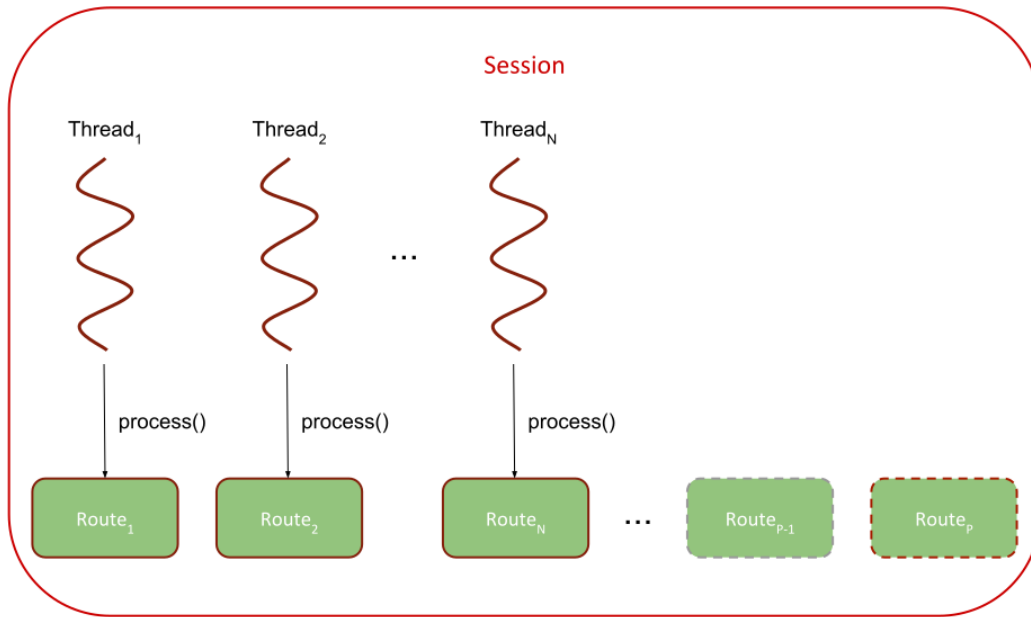 Session
Thread₁ Thread₂ Thread_N
...
process() process() process()
Route₁ Route₂ Route_N ... Route_P-1 Route_P